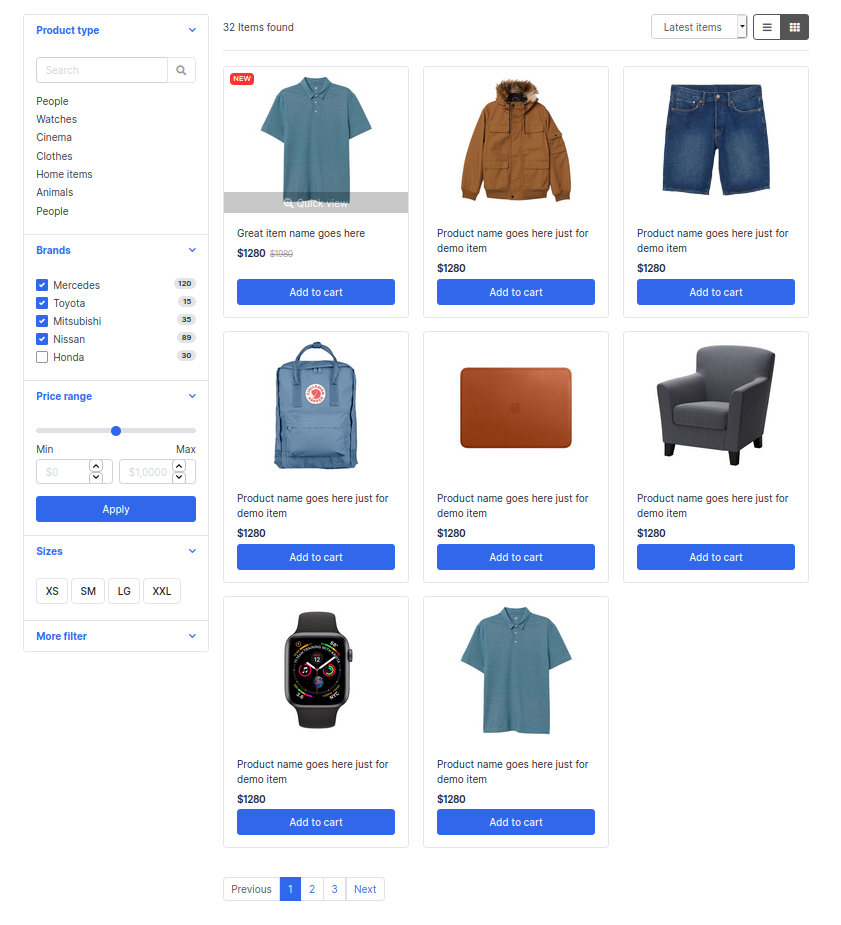 Product type
Search
People
Watches
Cinema
Clothes
Home items
Animals
People
Brands
Mercedes 120
Toyota 15
Mitsubishi 35
Nissan 89
Honda 30
Price range
Min Max
$0 $1,0000
Apply
Sizes
XS SM LG XXL
More filter
32 Items found
Latest items
NEW
Quick view
Great item name goes here
$1280 $1980
Add to cart
Product name goes here just for
demo item
$1280
Add to cart
Product name goes here just for
demo item
$1280
Add to cart
Product name goes here just for
demo item
$1280
Add to cart
Product name goes here just for
demo item
$1280
Add to cart
Product name goes here just for
demo item
$1280
Add to cart
12
NYC
Product name goes here just for
demo item
$1280
Add to cart
Product name goes here just for
demo item
$1280
Add to cart
Previous 1 2 3 Next